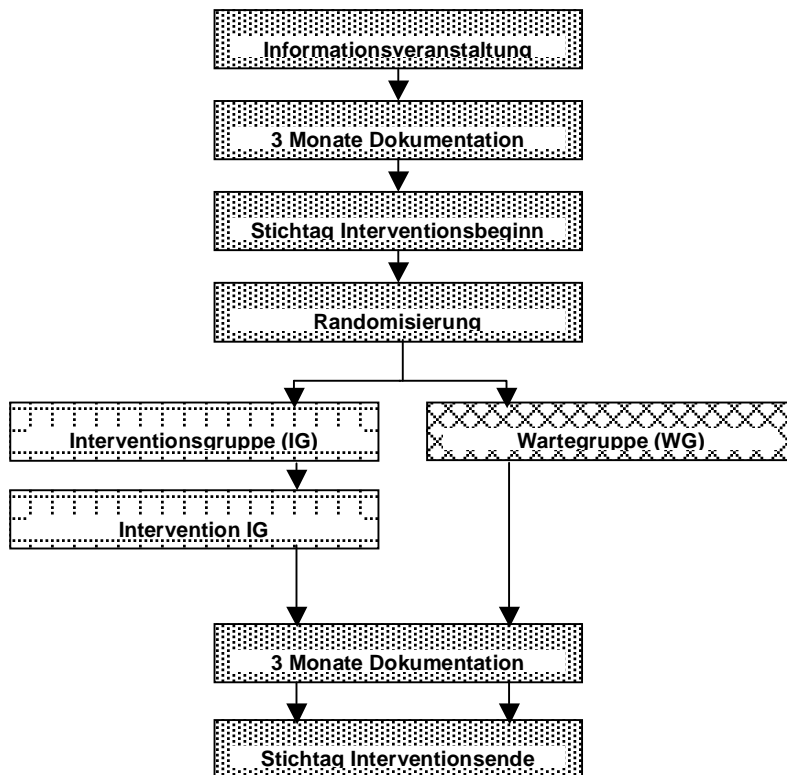 Informationsveranstaltung
3 Monate Dokumentation
Stichtag Interventionsbeginn
Randomisierung
Interventionsgruppe (IG)
Wartegruppe (WG)
Intervention IG
3 Monate Dokumentation
Stichtag Interventionsende